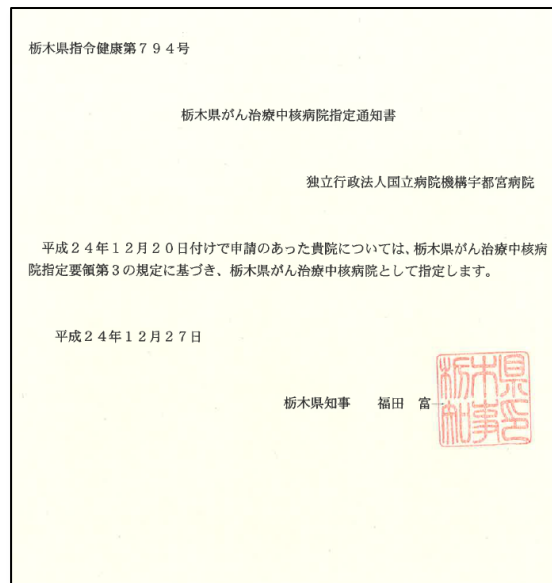 栃木県指令健康第７９４号
栃木県がん治療中核病院指定通知書
独立行政法人国立病院機構宇都宮病院
平成２４年１２月２０日付けで申請のあった貴院については、栃木県がん治療中核病
院指定要領第３の規定に基づき、栃木県がん治療中核病院として指定します。
平成２４年１２月２７日
栃木県知事　　福田　富一
栃木県知事印